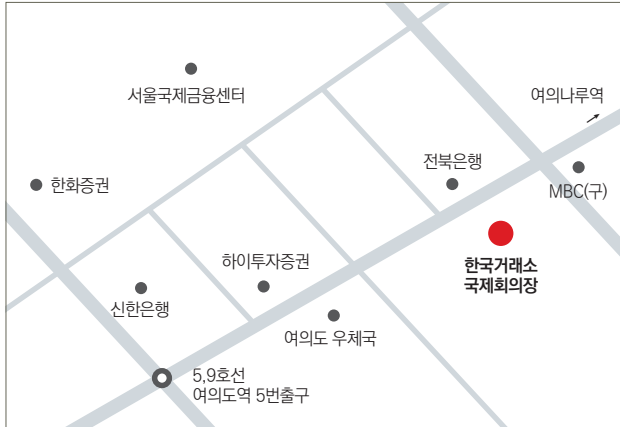 서울국제금융센터
여의나루역
전북은행
한화증권
MBC(구)
하이투자증권
한국거래소
국제회의장
신한은행
여의도 우체국
5,9호선
여의도역 5번출구